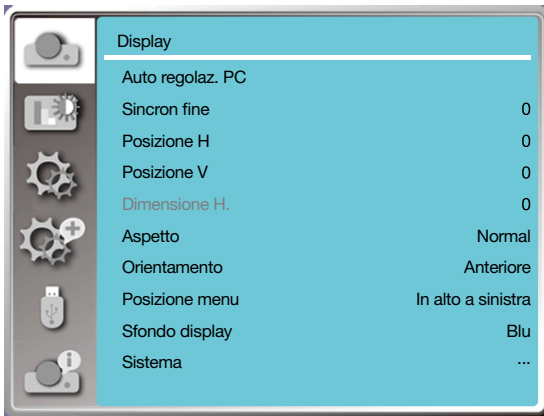 Display
Auto regolaz. PC
Sincron fine 0
Posizione H 0
Posizione V 0
Dimensione H. 0
Aspetto Normal
Orientamento Anteriore
Posizione menu In alto a sinistra
Sfondo display Blu
Sistema ...